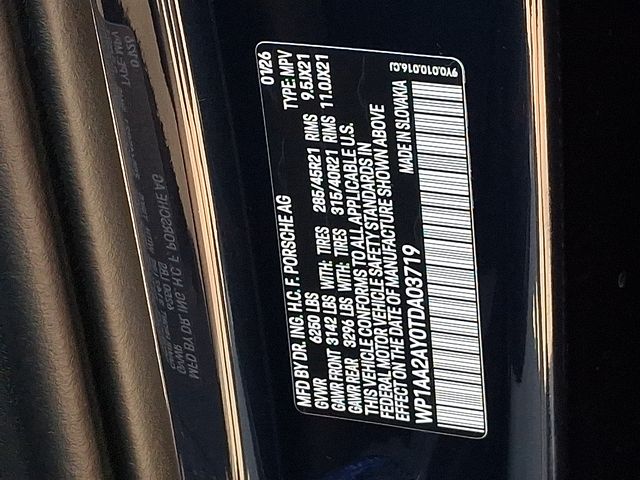 MFD BY DR. ING. H.C. F. PORSCHE AG 01/26
GVWR 6250 LBS TYPE: MPV
GAWR FRONT 3142 LBS WITH: TIRES 285/45R21 RIMS 9.5JX21
GAWR REAR 3296 LBS WITH: TIRES 315/40R21 RIMS 11.0JX21
THIS VEHICLE CONFORMS TO ALL APPLICABLE U.S.
FEDERAL MOTOR VEHICLE SAFETY STANDARDS IN
EFFECT ON THE DATE OF MANUFACTURE SHOWN ABOVE
WP1AA2AY0TDA03719 MADE IN SLOVAKIA
9Y0.010.016.CJ